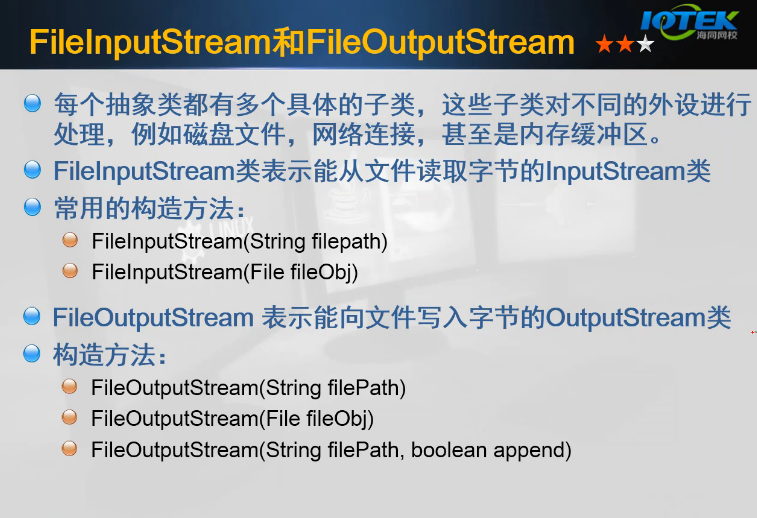 FileInputStream和FileOutputStream
IOTEK
海同网校
每个抽象类都有多个具体的子类，这些子类对不同的外设进行
处理，例如磁盘文件，网络连接，甚至是内存缓冲区。
FileInputStream类表示能从文件读取字节的InputStream类
常用的构造方法：
FileInputStream(String filepath)
FileInputStream(File fileObj)
FileOutputStream 表示能向文件写入字节的OutputStream类
构造方法：
FileOutputStream(String filePath)
FileOutputStream(File fileObj)
FileOutputStream(String filePath, boolean append)
LINUX